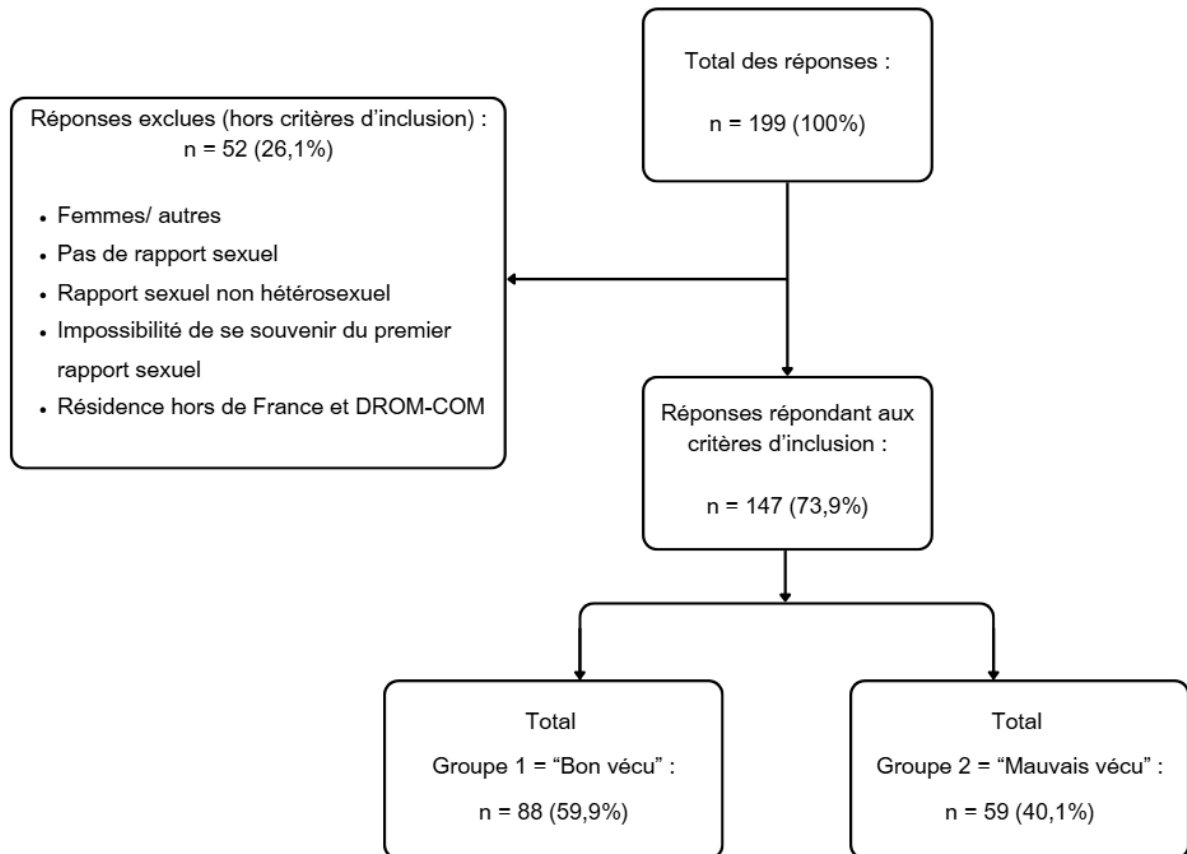 Total des réponses :
n = 199 (100%)
Réponses exclues (hors critères d'inclusion) :
n = 52 (26,1%)
• Femmes/ autres
• Pas de rapport sexuel
• Rapport sexuel non hétérosexuel
• Impossibilité de se souvenir du premier
rapport sexuel
• Résidence hors de France et DROM-COM
Réponses répondant aux
critères d'inclusion :
n = 147 (73,9%)
Total
Groupe 1 = “Bon vécu” :
n = 88 (59,9%)
Total
Groupe 2 = “Mauvais vécu” :
n = 59 (40,1%)